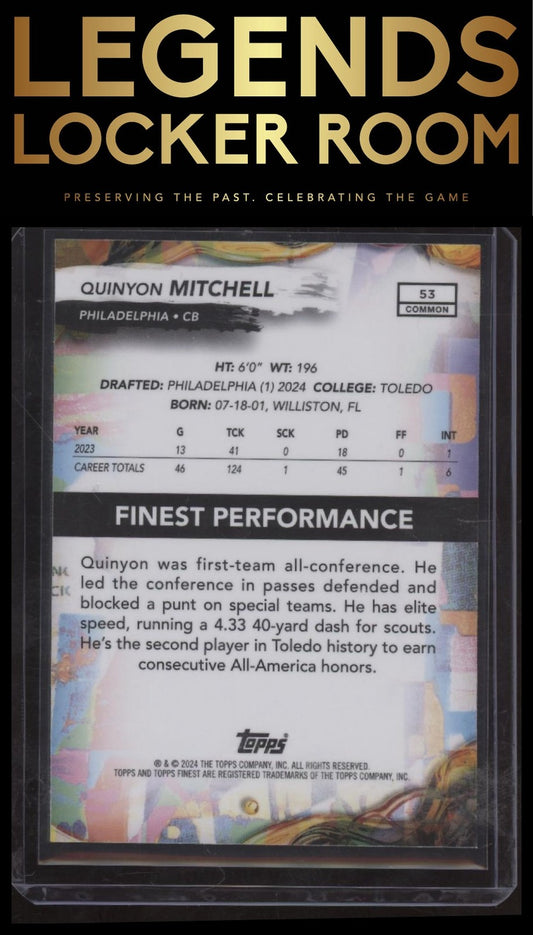 LEGENDS
LOCKER ROOM
PRESERVING THE PAST. CELEBRATING THE GAME
QUINYON MITCHELL
PHILADELPHIA • CB
53
COMMON
HT: 6'0" WT: 196
DRAFTED: PHILADELPHIA (1) 2024 COLLEGE: TOLEDO
BORN: 07-18-01, WILLISTON, FL
YEAR G TCK SCK PD FF INT
2023 13 41 0 18 0 1
CAREER TOTALS 46 124 1 45 1 6
FINEST PERFORMANCE
Quinyon was first-team all-conference. He
led the conference in passes defended and
blocked a punt on special teams. He has elite
speed, running a 4.33 40-yard dash for scouts.
He's the second player in Toledo history to earn
consecutive All-America honors.
Topps®
® & © 2024 THE TOPPS COMPANY, INC. ALL RIGHTS RESERVED.
TOPPS AND TOPPS FINEST ARE REGISTERED TRADEMARKS OF THE TOPPS COMPANY, INC.